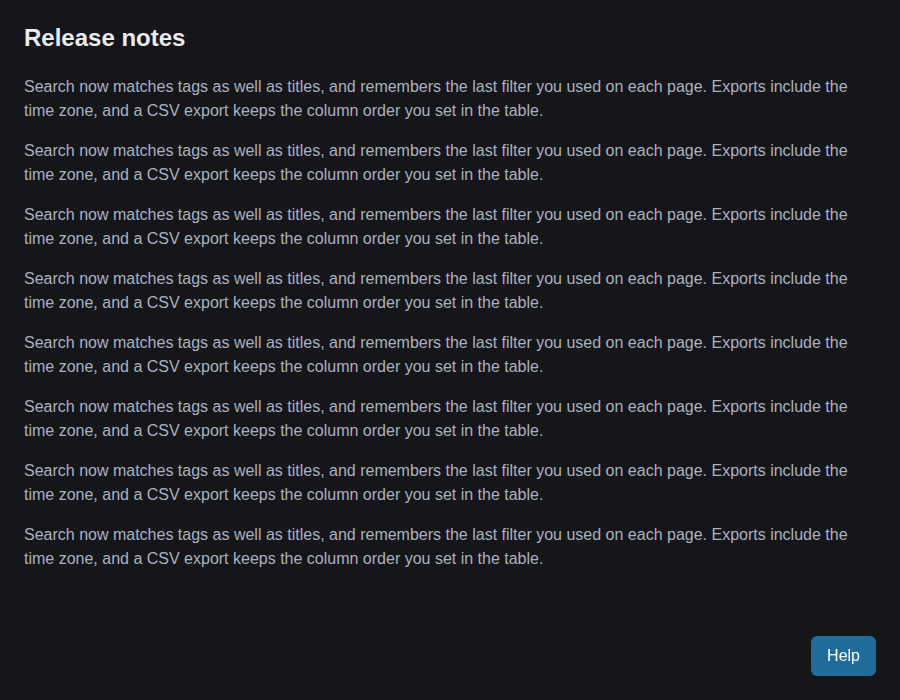 Release notes
Search now matches tags as well as titles, and remembers the last filter you used on each page. Exports include the
time zone, and a CSV export keeps the column order you set in the table.
Search now matches tags as well as titles, and remembers the last filter you used on each page. Exports include the
time zone, and a CSV export keeps the column order you set in the table.
Search now matches tags as well as titles, and remembers the last filter you used on each page. Exports include the
time zone, and a CSV export keeps the column order you set in the table.
Search now matches tags as well as titles, and remembers the last filter you used on each page. Exports include the
time zone, and a CSV export keeps the column order you set in the table.
Search now matches tags as well as titles, and remembers the last filter you used on each page. Exports include the
time zone, and a CSV export keeps the column order you set in the table.
Search now matches tags as well as titles, and remembers the last filter you used on each page. Exports include the
time zone, and a CSV export keeps the column order you set in the table.
Search now matches tags as well as titles, and remembers the last filter you used on each page. Exports include the
time zone, and a CSV export keeps the column order you set in the table.
Search now matches tags as well as titles, and remembers the last filter you used on each page. Exports include the
time zone, and a CSV export keeps the column order you set in the table.
Help